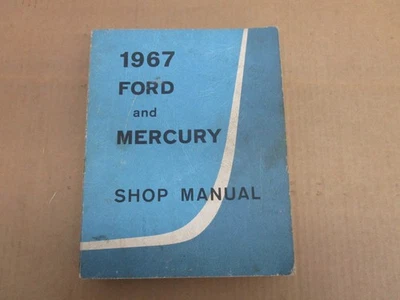 1967
FORD
and
MERCURY
SHOP MANUAL